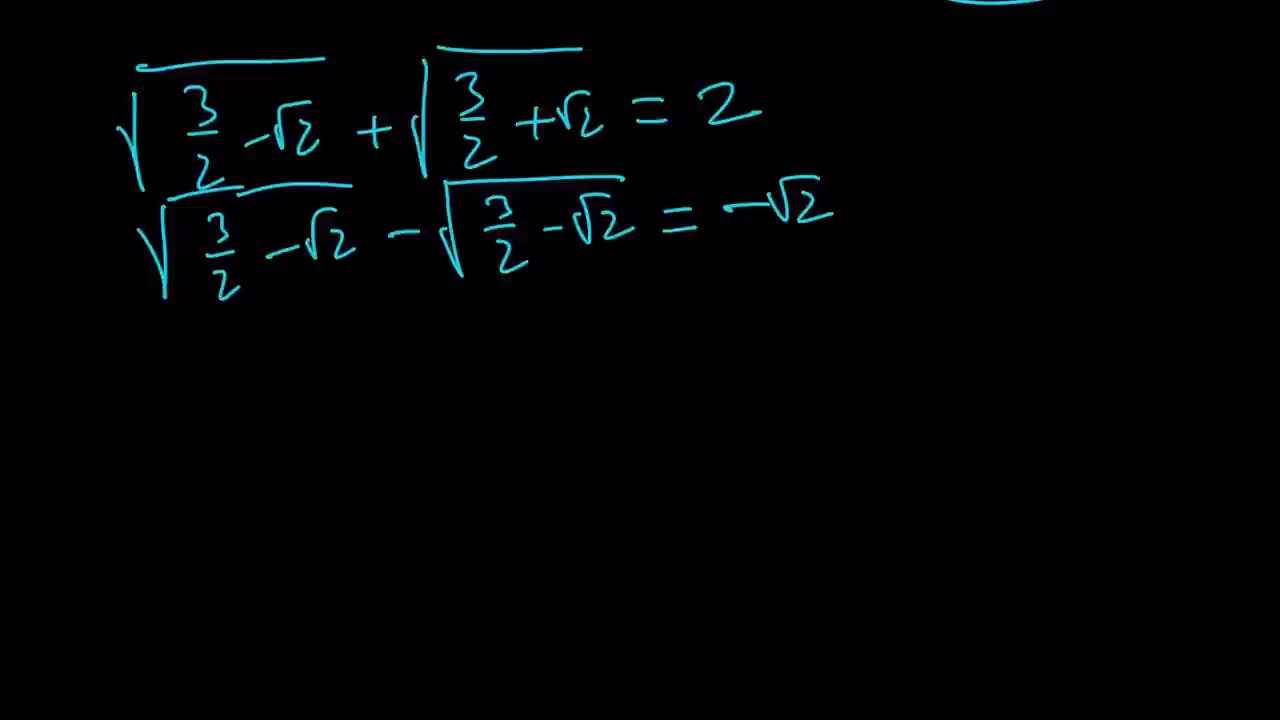 √(3/2 - √2) + √(3/2 + √2) = 2
√(3/2 - √2) - √(3/2 - √2) = -√2